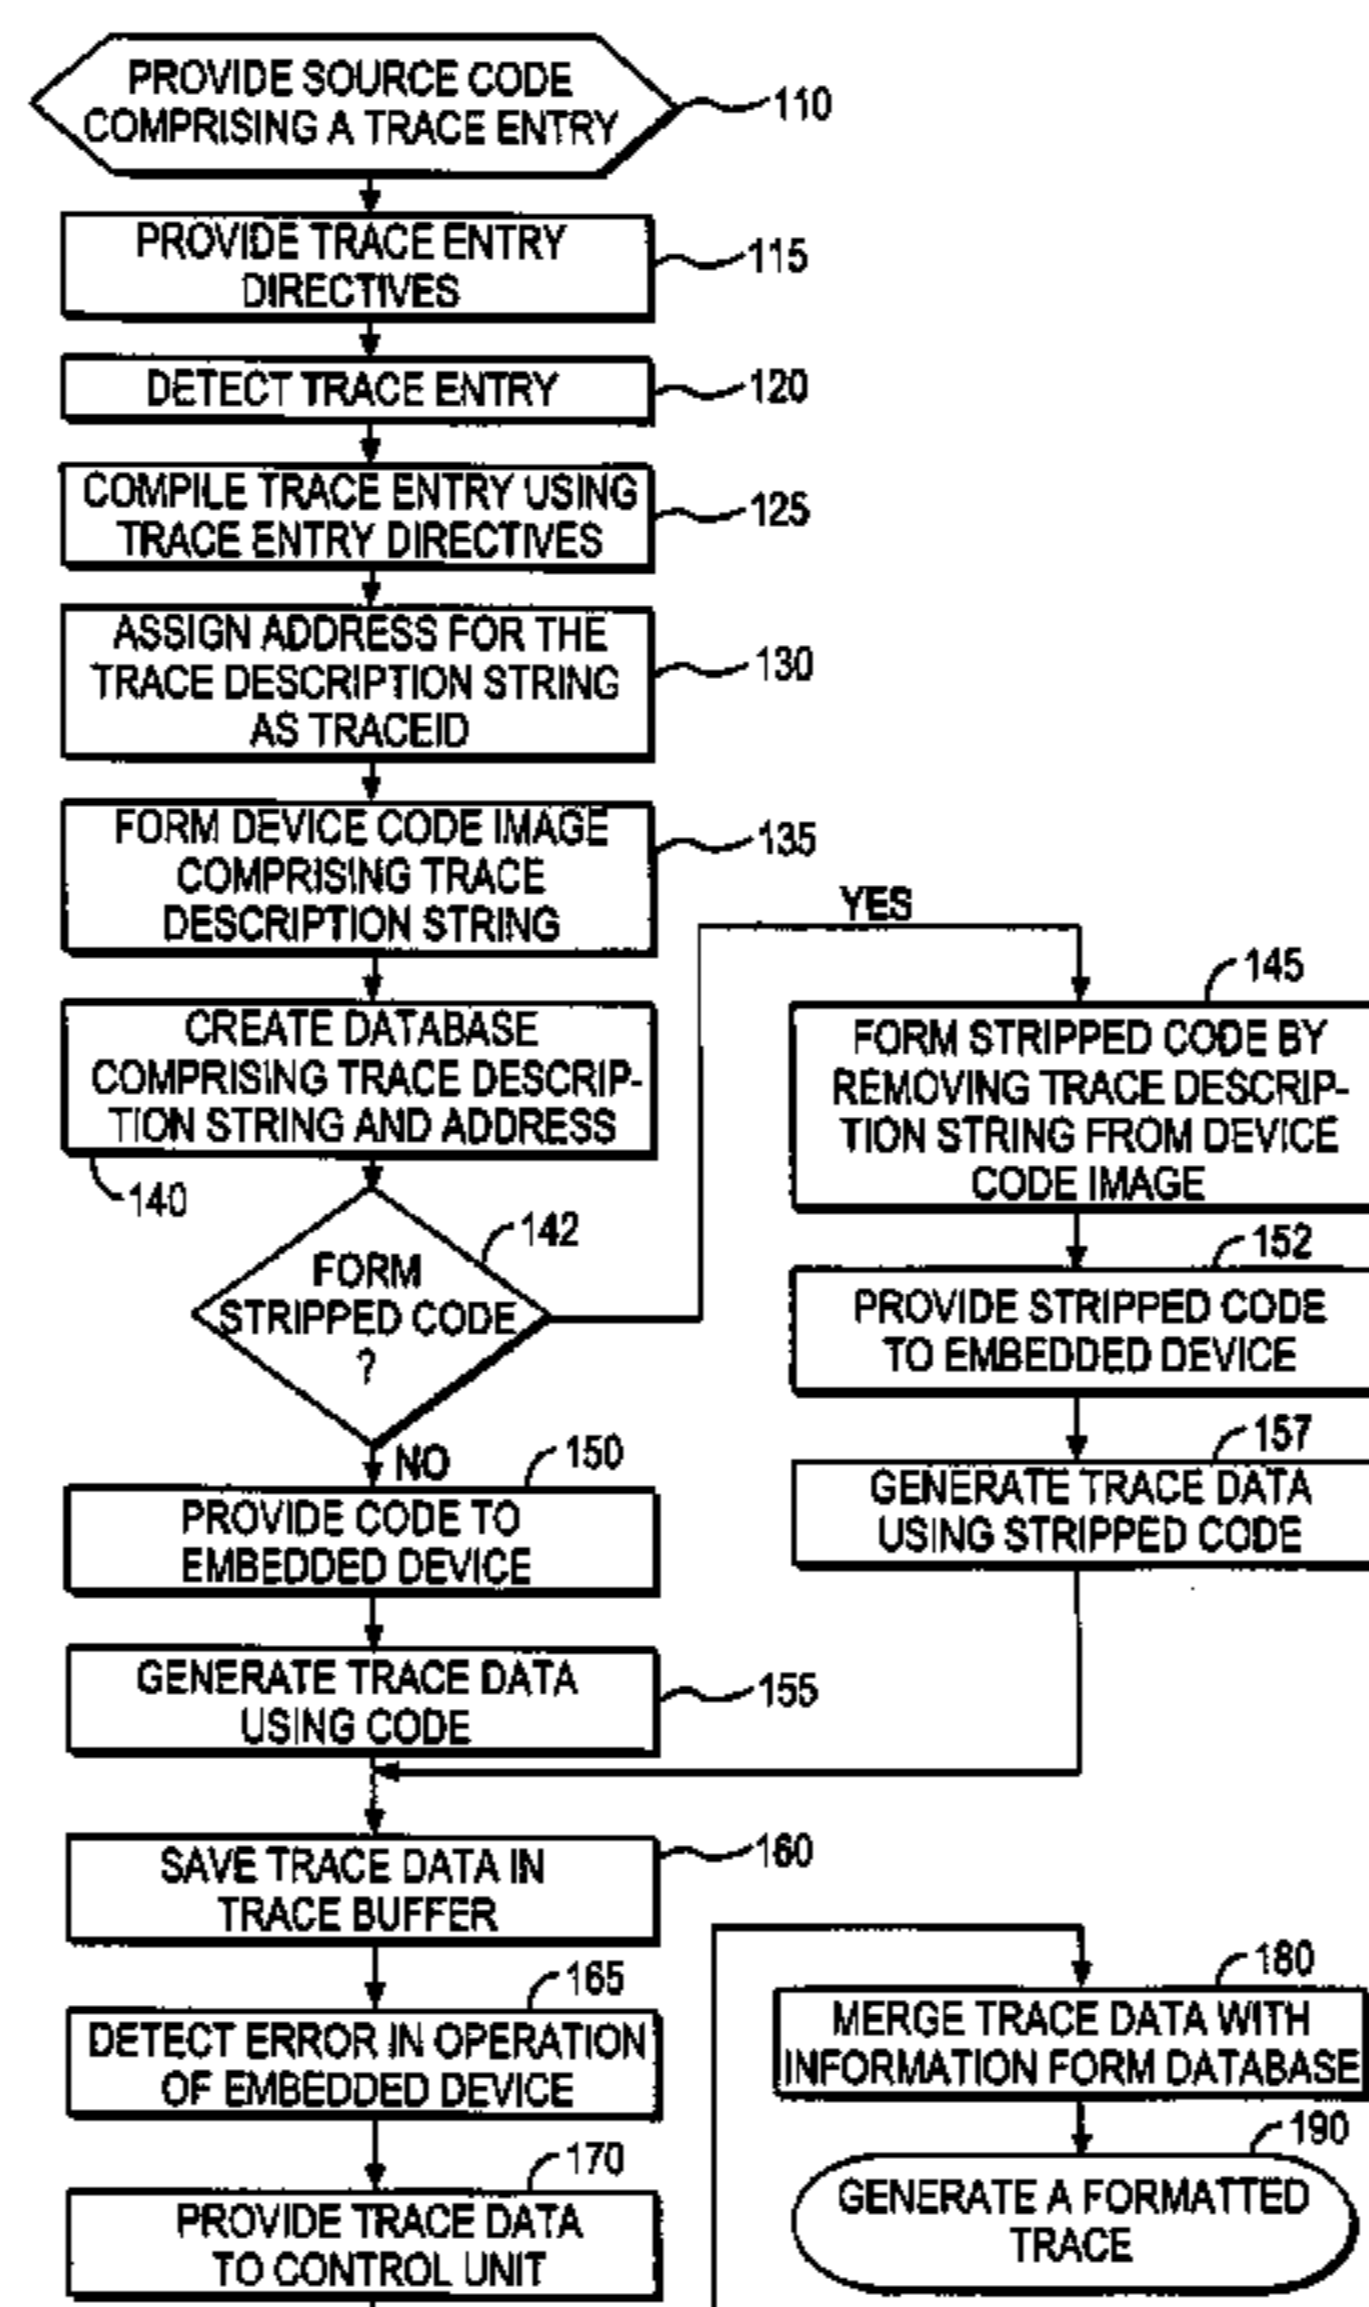 PROVIDE SOURCE CODE
COMPRISING A TRACE ENTRY
110
PROVIDE TRACE ENTRY
DIRECTIVES
115
DETECT TRACE ENTRY
120
COMPILE TRACE ENTRY USING
TRACE ENTRY DIRECTIVES
125
ASSIGN ADDRESS FOR THE
TRACE DESCRIPTION STRING
AS TRACEID
130
FORM DEVICE CODE IMAGE
COMPRISING TRACE
DESCRIPTION STRING
135
CREATE DATABASE
COMPRISING TRACE DESCRIP-
TION STRING AND ADDRESS
140
FORM
STRIPPED CODE
?
142
YES
145
FORM STRIPPED CODE BY
REMOVING TRACE DESCRIP-
TION STRING FROM DEVICE
CODE IMAGE
152
PROVIDE STRIPPED CODE
TO EMBEDDED DEVICE
157
GENERATE TRACE DATA
USING STRIPPED CODE
NO
150
PROVIDE CODE TO
EMBEDDED DEVICE
GENERATE TRACE DATA
USING CODE
155
SAVE TRACE DATA IN
TRACE BUFFER
160
165
DETECT ERROR IN OPERATION
OF EMBEDDED DEVICE
170
PROVIDE TRACE DATA
TO CONTROL UNIT
180
MERGE TRACE DATA WITH
INFORMATION FORM DATABASE
190
GENERATE A FORMATTED
TRACE